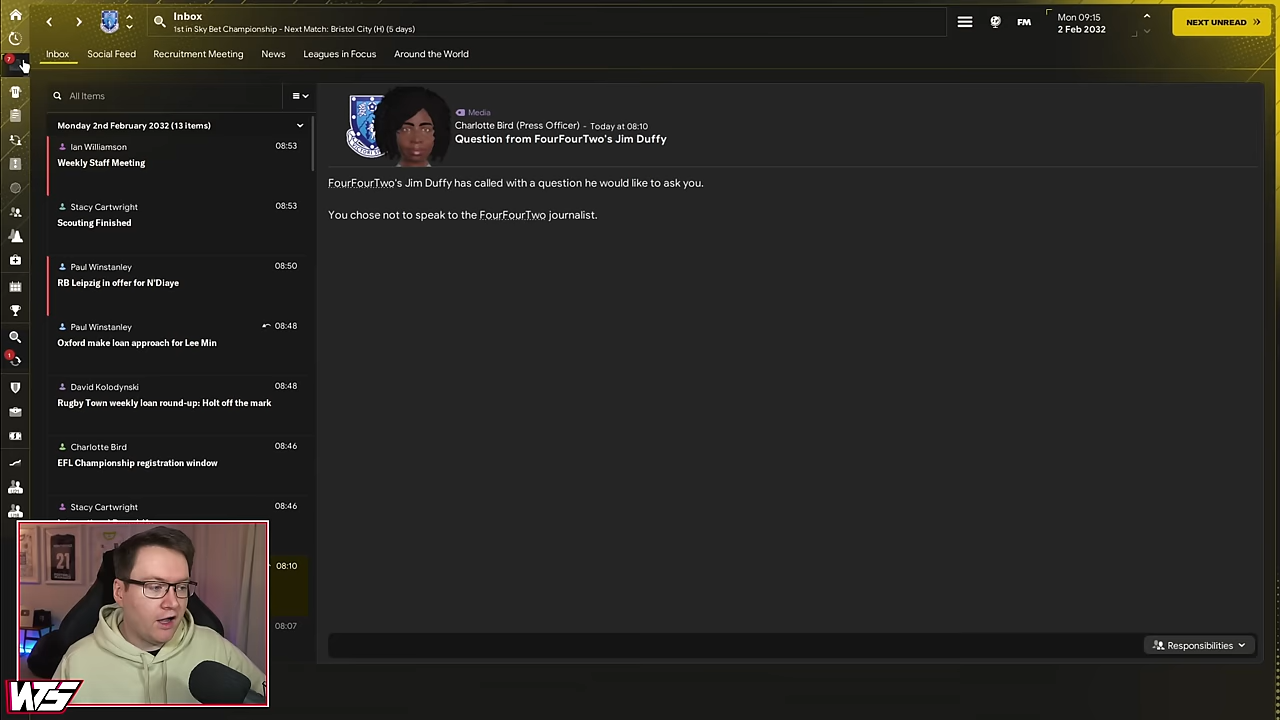 Inbox
1st in Sky Bet Championship - Next Match: Bristol City (H) (5 days)
FM
Mon 09:15
2 Feb 2032
NEXT UNREAD
7
Inbox
Social Feed
Recruitment Meeting
News
Leagues in Focus
Around the World
All Items
Monday 2nd February 2032 (13 items)
Ian Williamson
08:53
Weekly Staff Meeting
Stacy Cartwright
08:53
Scouting Finished
Paul Winstanley
08:50
RB Leipzig in offer for N'Diaye
Paul Winstanley
08:48
Oxford make loan approach for Lee Min
1
David Kolodynski
08:48
Rugby Town weekly loan round-up: Holt off the mark
Charlotte Bird
08:46
EFL Championship registration window
Stacy Cartwright
08:46
08:10
08:07
Media
Charlotte Bird (Press Officer) - Today at 08:10
Question from FourFourTwo's Jim Duffy
FourFourTwo's Jim Duffy has called with a question he would like to ask you.
You chose not to speak to the FourFourTwo journalist.
Responsibilities
21
WTS